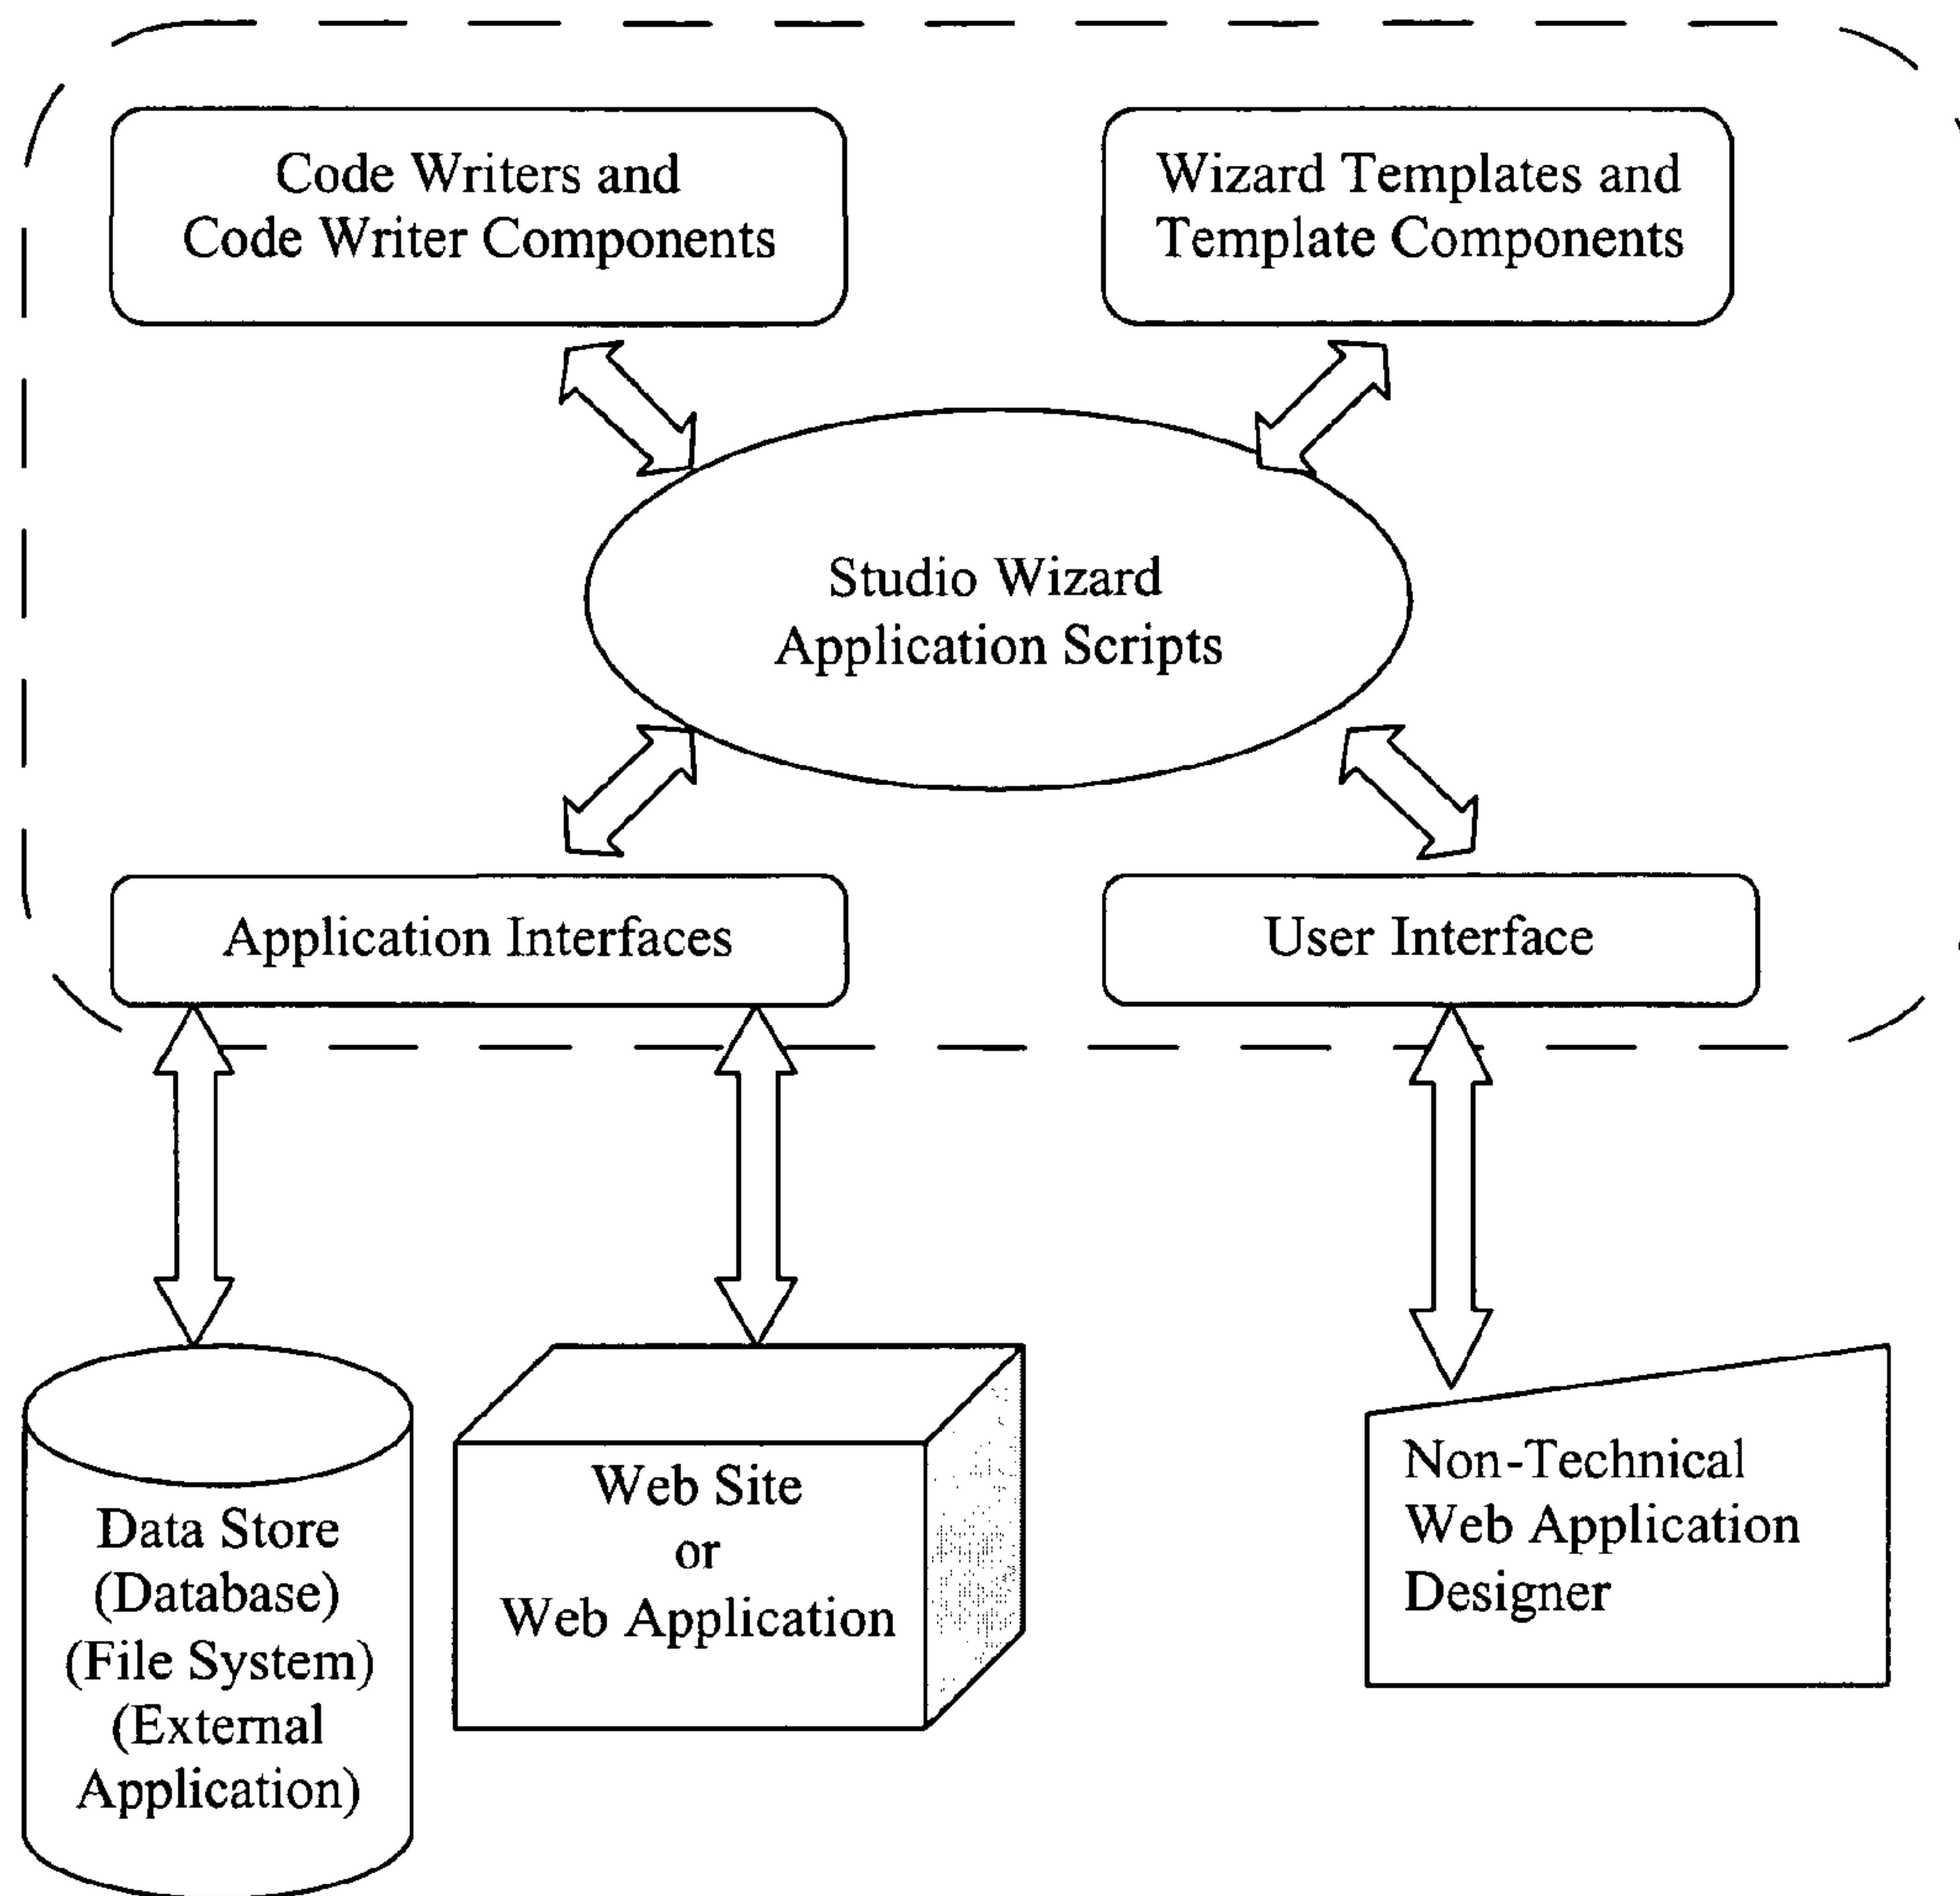 Code Writers and
Code Writer Components
Wizard Templates and
Template Components
Studio Wizard
Application Scripts
Application Interfaces
User Interface
Data Store
(Database)
(File System)
(External
Application)
Web Site
or
Web Application
Non-Technical
Web Application
Designer